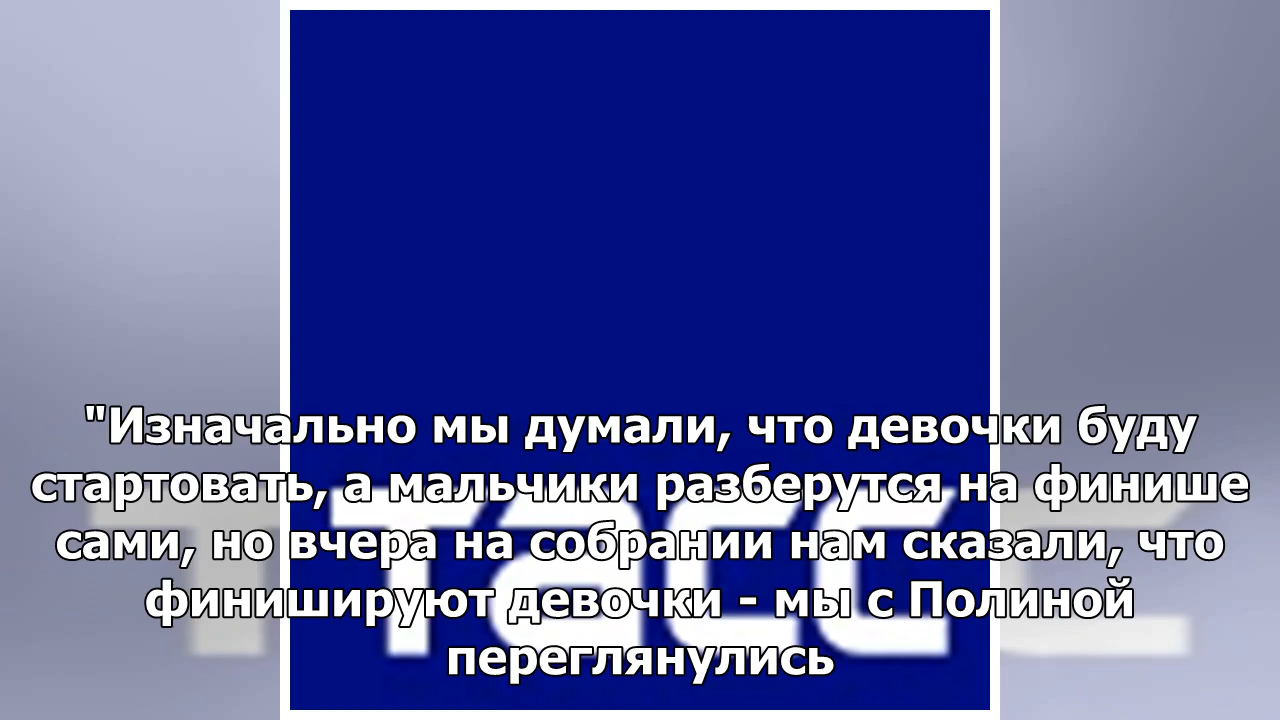 "Изначально мы думали, что девочки буду
стартовать, а мальчики разберутся на финише
сами, но вчера на собрании нам сказали, что
финишируют девочки - мы с Полиной
переглянулись
тасс